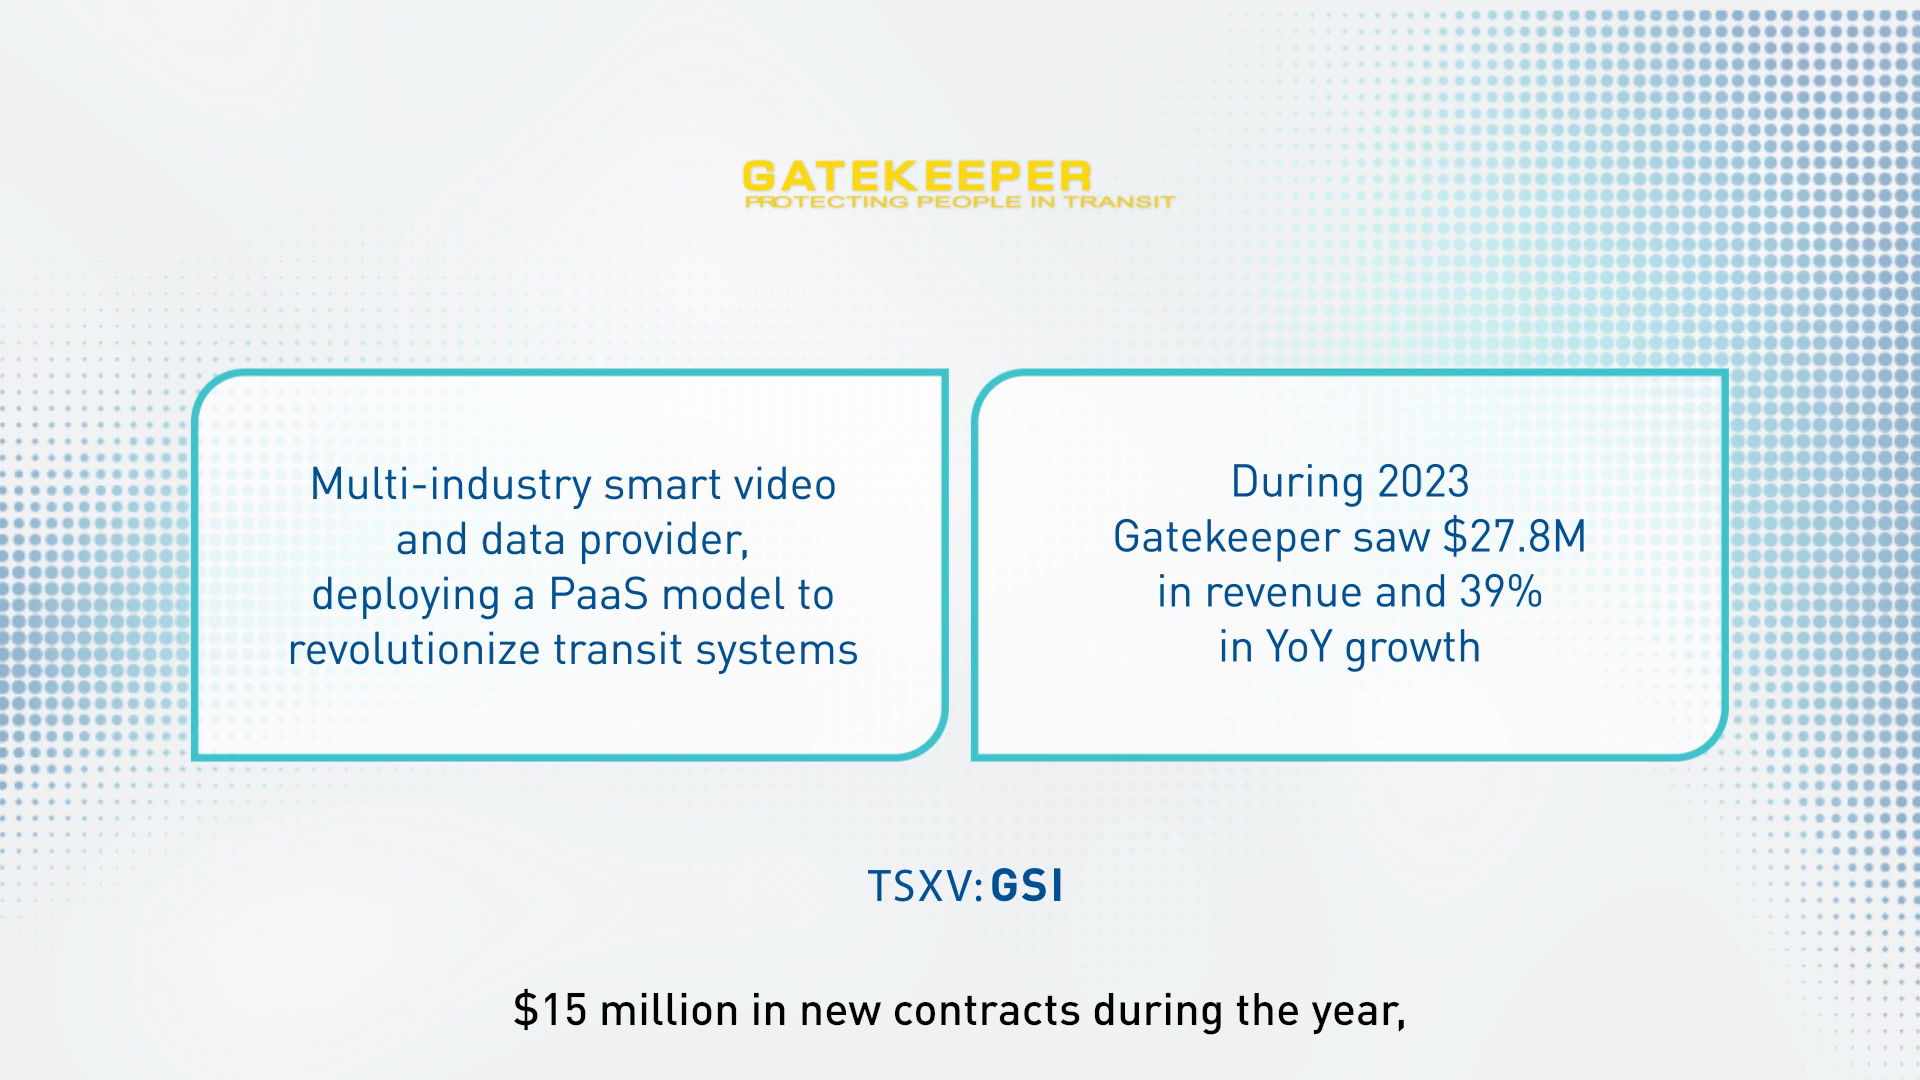 GATEKEEPER
PROTECTING PEOPLE IN TRANSIT
Multi-industry smart video
and data provider,
deploying a PaaS model to
revolutionize transit systems
During 2023
Gatekeeper saw $27.8M
in revenue and 39%
in YoY growth
TSXV: GSI
$15 million in new contracts during the year,